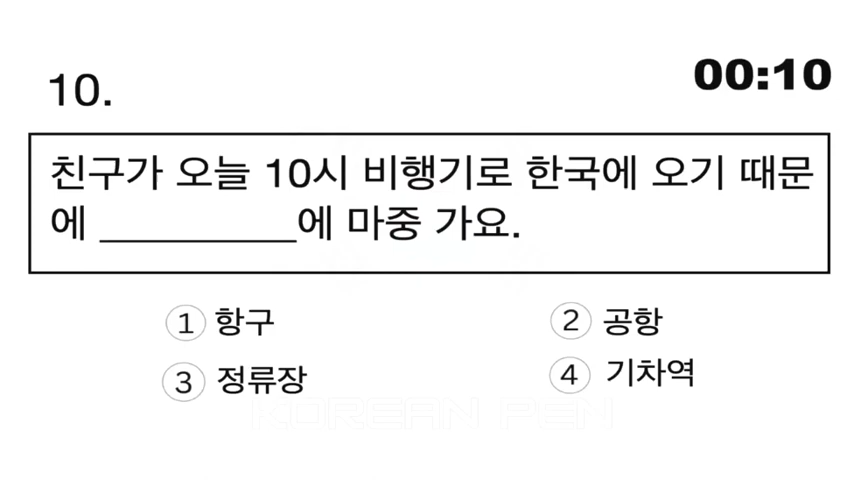 00:10
10.
친구가 오늘 10시 비행기로 한국에 오기 때문
에 __________에 마중 가요.
① 항구
② 공항
③ 정류장
④ 기차역
KOREAN PEN